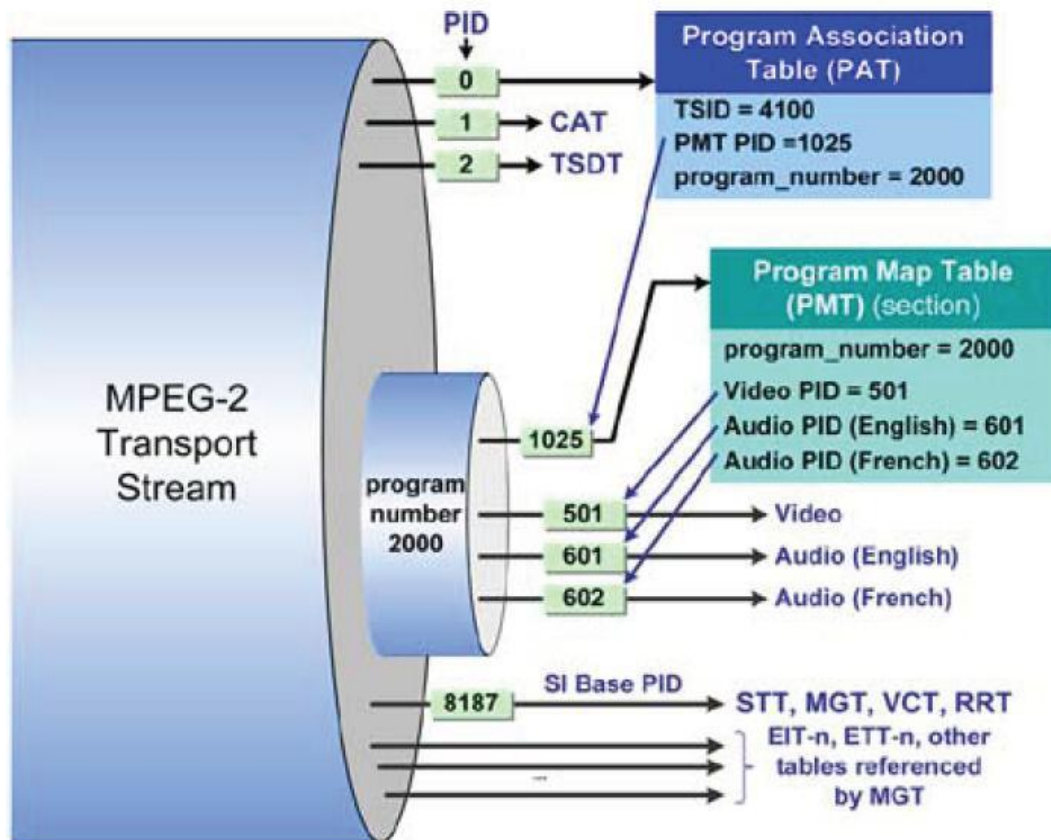 PID
0
1
2
CAT
TSDT
Program Association
Table (PAT)
TSID = 4100
PMT PID =1025
program_number = 2000
MPEG-2
Transport
Stream
program
number
2000
1025
501
601
602
Program Map Table
(PMT) (section)
program_number = 2000
Video PID = 501
Audio PID (English) = 601
Audio PID (French) = 602
Video
Audio (English)
Audio (French)
8187
SI Base PID
STT, MGT, VCT, RRT
...
EIT-n, ETT-n, other
tables referenced
by MGT